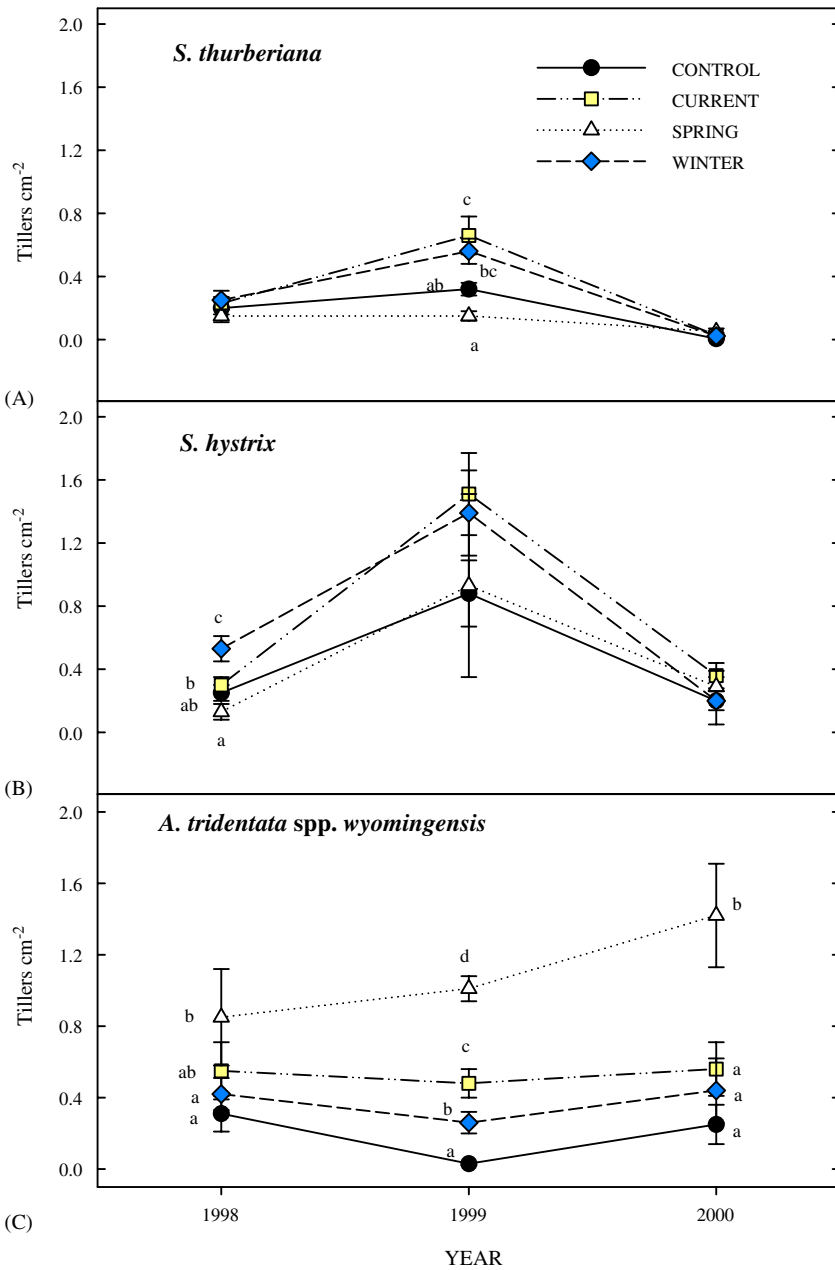 2.0
S. thurberiana
CONTROL
1.6
CURRENT
SPRING
1.2
WINTER
Tillers cm-2
0.8
c
bc
0.4
ab
0.0
a
(A)
2.0
S. hystrix
1.6
1.2
Tillers cm-2
0.8
c
0.4
b
ab
0.0
a
(B)
2.0
A. tridentata spp. wyomingensis
1.6
b
1.2
Tillers cm-2
d
b
0.8
c
ab
a
0.4
a
b
a
a
a
a
0.0
(C)
1998 1999 2000
YEAR